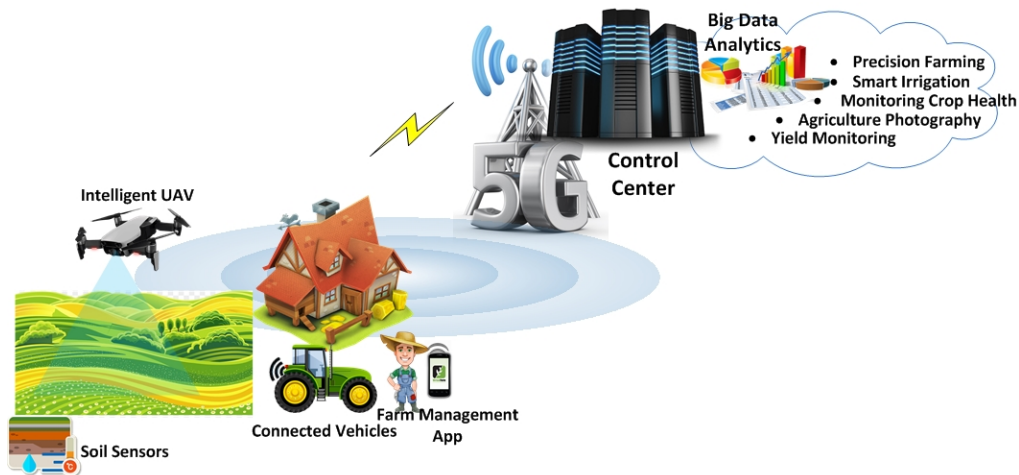 Big Data
Analytics
• Precision Farming
• Smart Irrigation
• Monitoring Crop Health
• Agriculture Photography
• Yield Monitoring
5G
Control
Center
Intelligent UAV
Connected Vehicles
Farm Management
App
Soil Sensors
°C